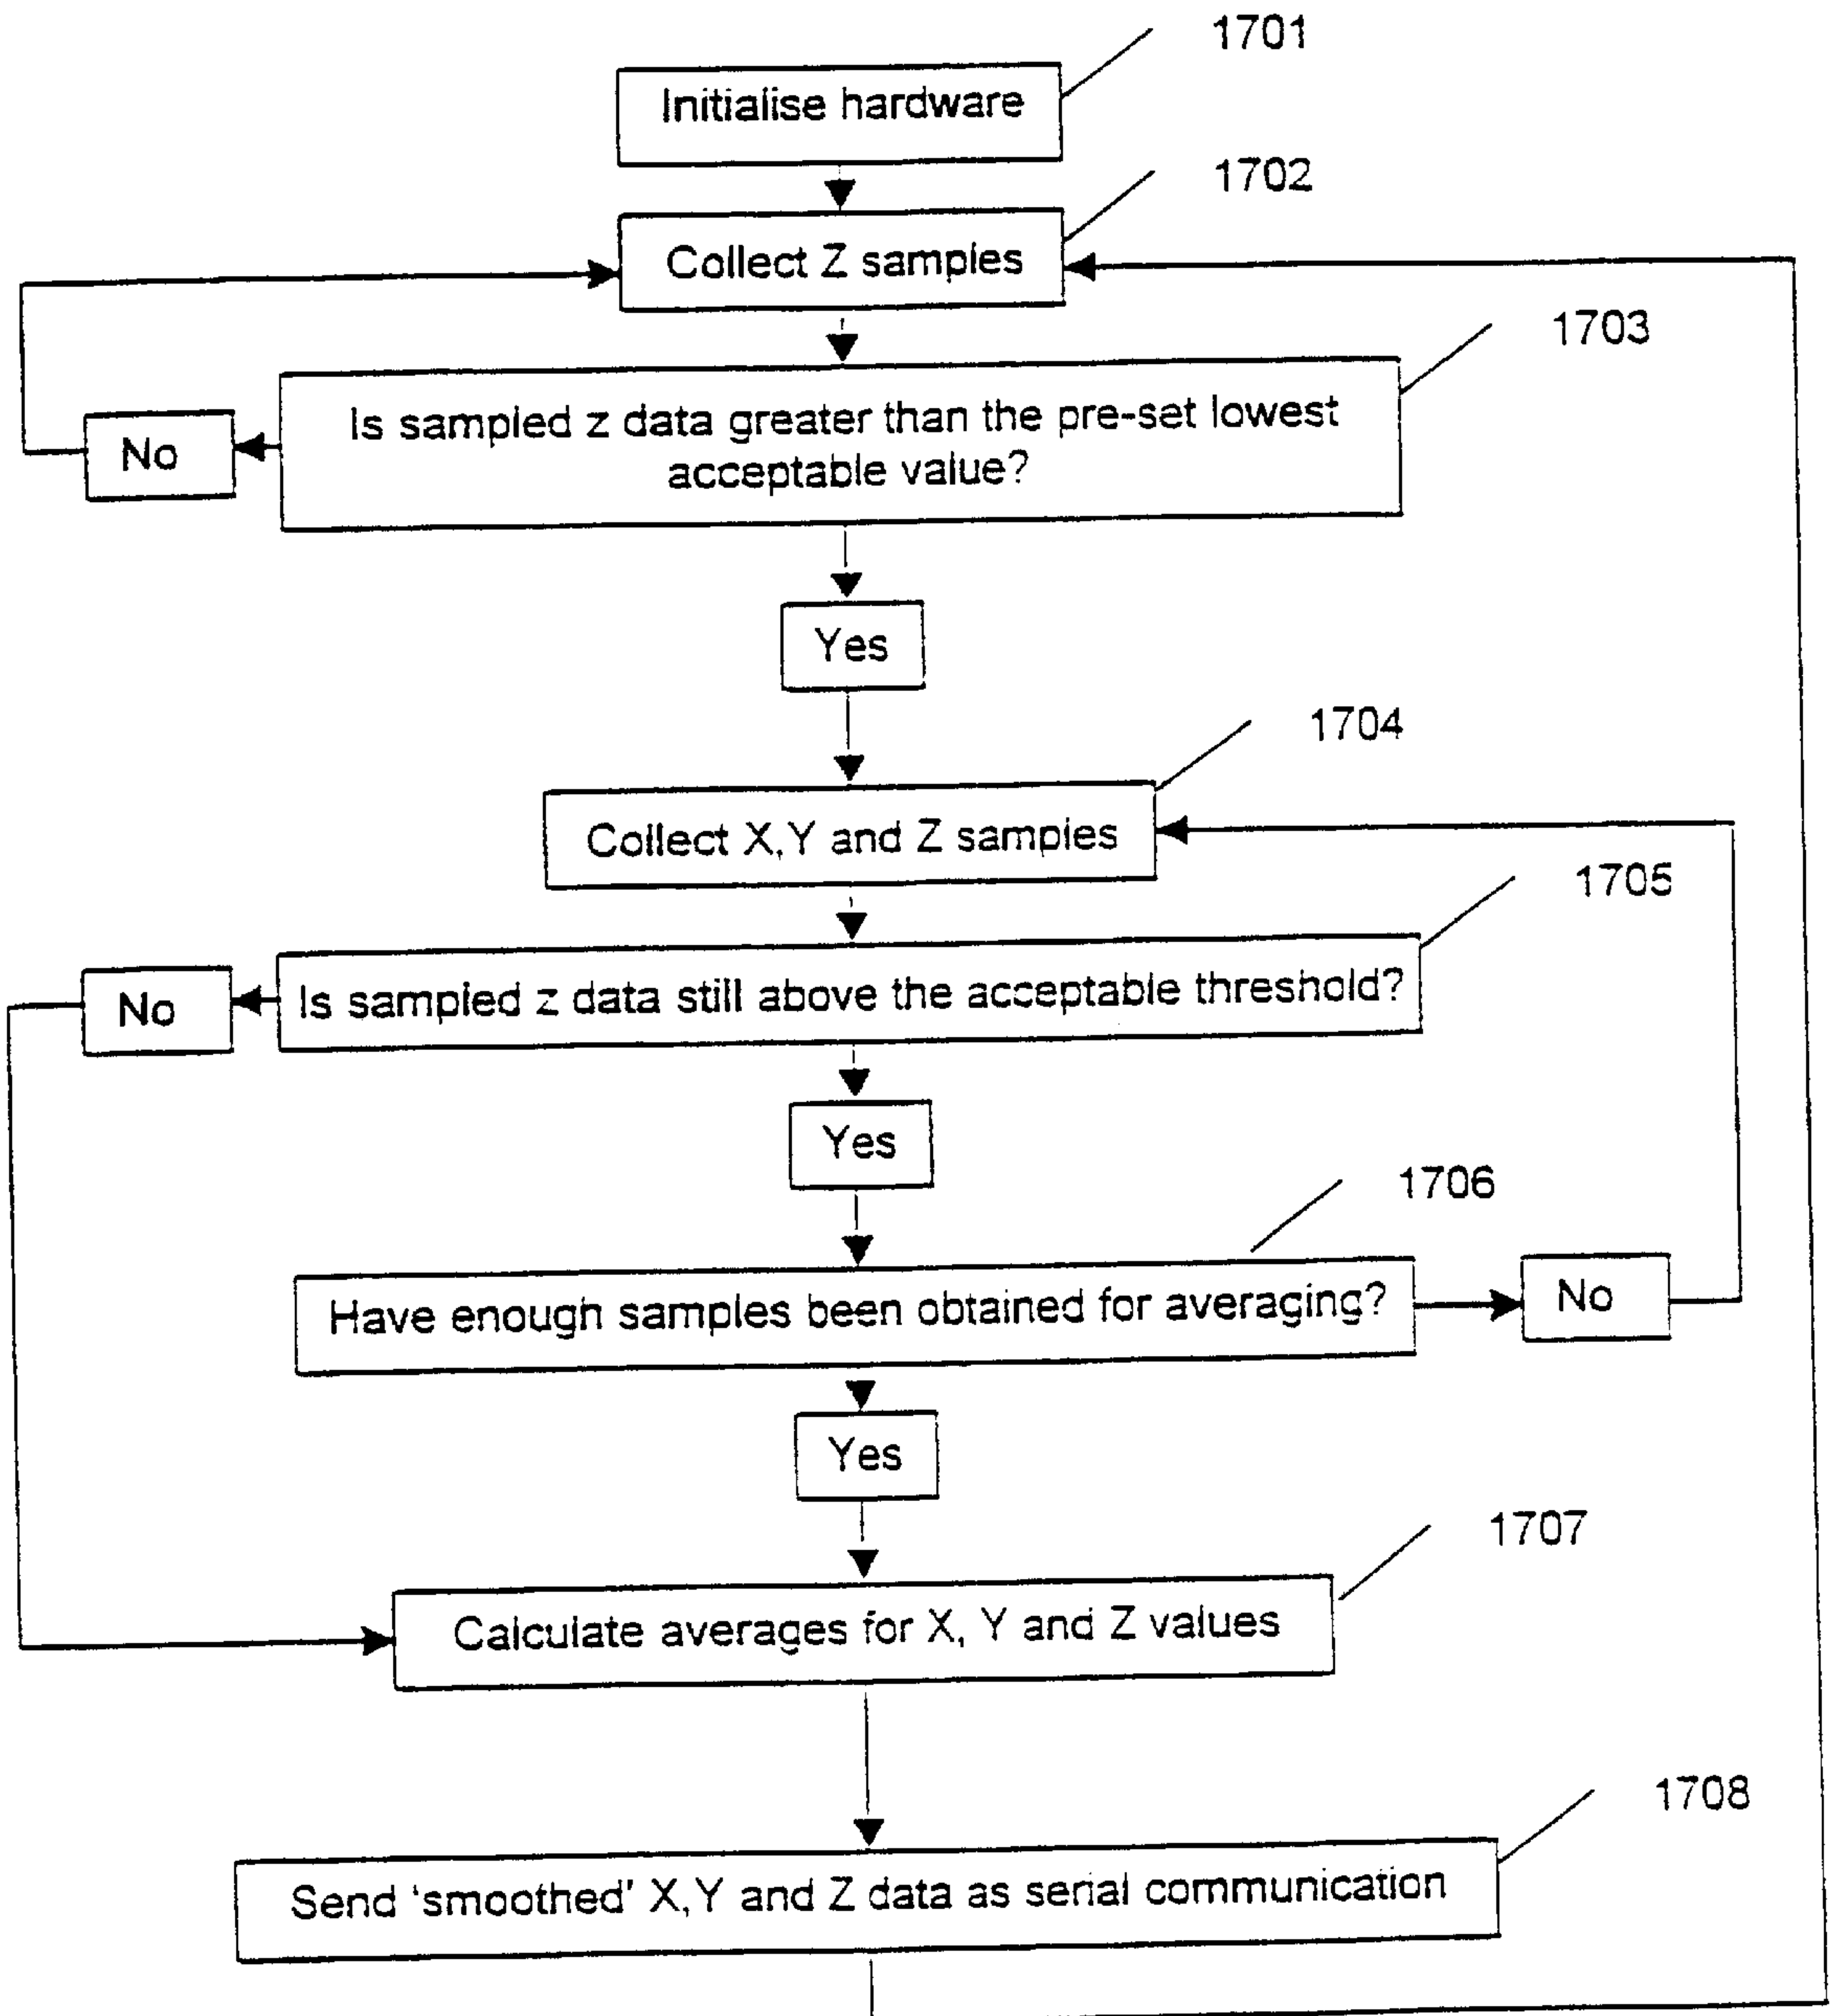 1701
Initialise hardware
1702
Collect Z samples
1703
Is sampled z data greater than the pre-set lowest
acceptable value?
No
Yes
1704
Collect X,Y and Z samples
1705
Is sampled z data still above the acceptable threshold?
No
Yes
1706
Have enough samples been obtained for averaging?
No
Yes
1707
Calculate averages for X, Y and Z values
1708
Send ‘smoothed’ X,Y and Z data as serial communication